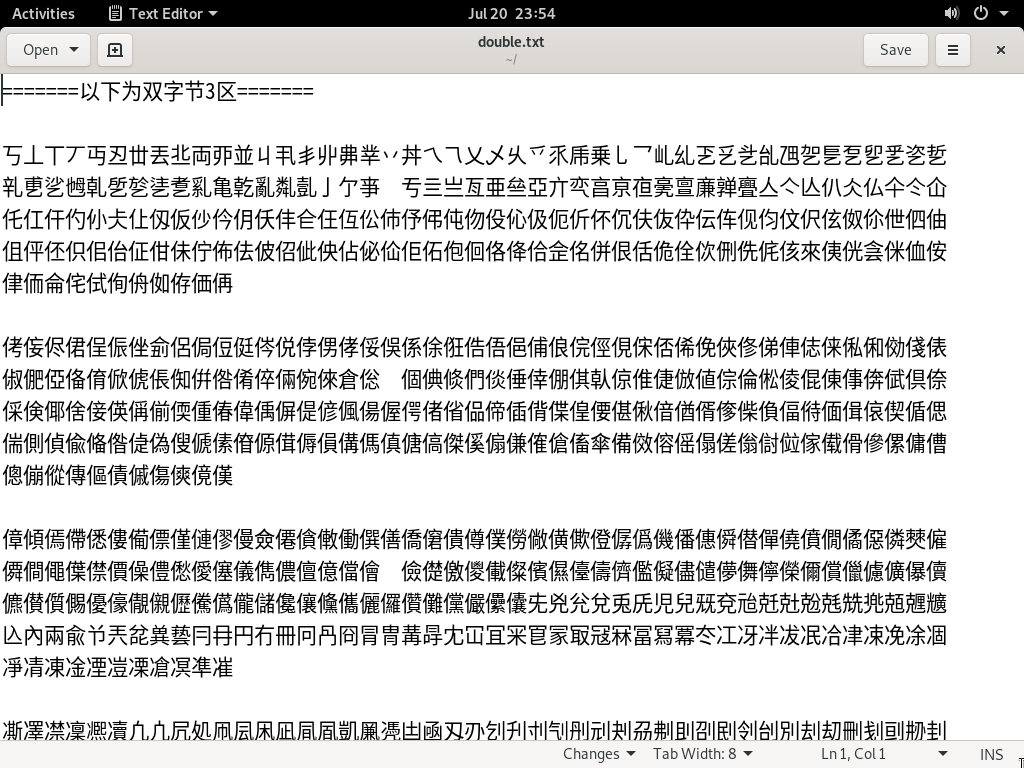 Activities Text Editor Jul 20 23:54
Open double.txt Save
~/
=======以下为双字节3区=======
丂丄丅丆丏丒丗丟丠両丣並丩丮丯丱丳丵丷丼乀乁乂乄乆乊乑乕乗乚乛乢乣乤乥乧乨乪乫乬乭乮乯乲乴
乵乶乷乸乹乺乻乼乽乿亀亁亂亃亄亅亇亊　亐亖亗亙亜亝亞亣亪亯亰亱亴亶亷亸亹亼亽亾仈仌仏仐仒仚
仛仜仠仢仦仧仩仭仮仯仱仴仸仹仺仼仾伀伂伃伄伅伆伇伈伋伌伒伓伔伕伖伜伝伡伣伨伩伬伭伮伱伳伵伷
伹伻伾伿佀佁佂佄佅佇佈佉佊佋佌佒佔佖佡佢佦佨佪佫佭佮佱佲併佷佸佹佺佽侀侁侂侅來侇侊侌侎侐侒
侓侕侖侘侙侚侜侞侟価侢
侤侫侭侰侱侲侳侴侶侷侸侹侺侻侼侽侾俀俁係俆俇俈俉俋俌俍俒俓俔俕俖俙俛俠俢俤俥俧俫俬俰俲俴俵
俶俷俹俻俼俽俿倀倁倂倃倄倅倆倇倈倉倊　個倎倐們倓倕倖倗倛倝倞倠倢倣値倧倫倯倰倱倲倳倴倵倶倷
倸倹倻倽倿偀偁偂偄偅偆偉偊偋偍偐偑偒偓偔偖偗偘偙偛偝偞偟偠偡偢偣偤偦偧偨偩偪偫偭偮偯偰偱偲
偳側偵偸偹偺偼偽傁傂傃傄傆傇傉傊傋傌傎傏傐傑傒傓傔傕傖傗傘備傚傛傜傝傞傟傠傡傢傤傦傪傫傭傮
傯傰傱傳傴債傶傷傸傹傼
傽傾傿僀僁僂僃僄僅僆僇僈僉僊僋僌働僎僐僑僒僓僔僕僗僘僙僛僜僝僞僟僠僡僢僣僤僥僨僩僪僫僯僰僱
僲僴僶僷僸價僺僼僽僾僿儀儁儂儃億儅儈　儉儊儌儍儎儏儐儑儓儔儕儖儗儘儙儚儛儜儝儞償儠儢儣儤儥
儦儧儨儩優儫儬儭儮儯儰儱儲儳儴儵儶儷儸儹儺儻儼儽儾兂兇兊兌兎兏児兒兓兗兘兙兛兝兞兟兠兡兣兤
兦內兩兪兯兲兺兾兿冃冄円冇冊冋冎冏冐冑冓冔冘冚冝冞冟冡冣冦冧冨冩冪冭冮冴冸冹冺冾冿凁凂凃凅
凈凊凍凎凐凒凓凔凕凖凗
凘凙凚凜凞凟凢凣凥処凧凨凩凪凬凮凱凲凴凷凾刄刅刉刋刌刏刐刓刔刕刜刞刟刡刢刣別刦刧刪刬刯刱刲
Changes Tab Width: 8 Ln 1, Col 1 INS